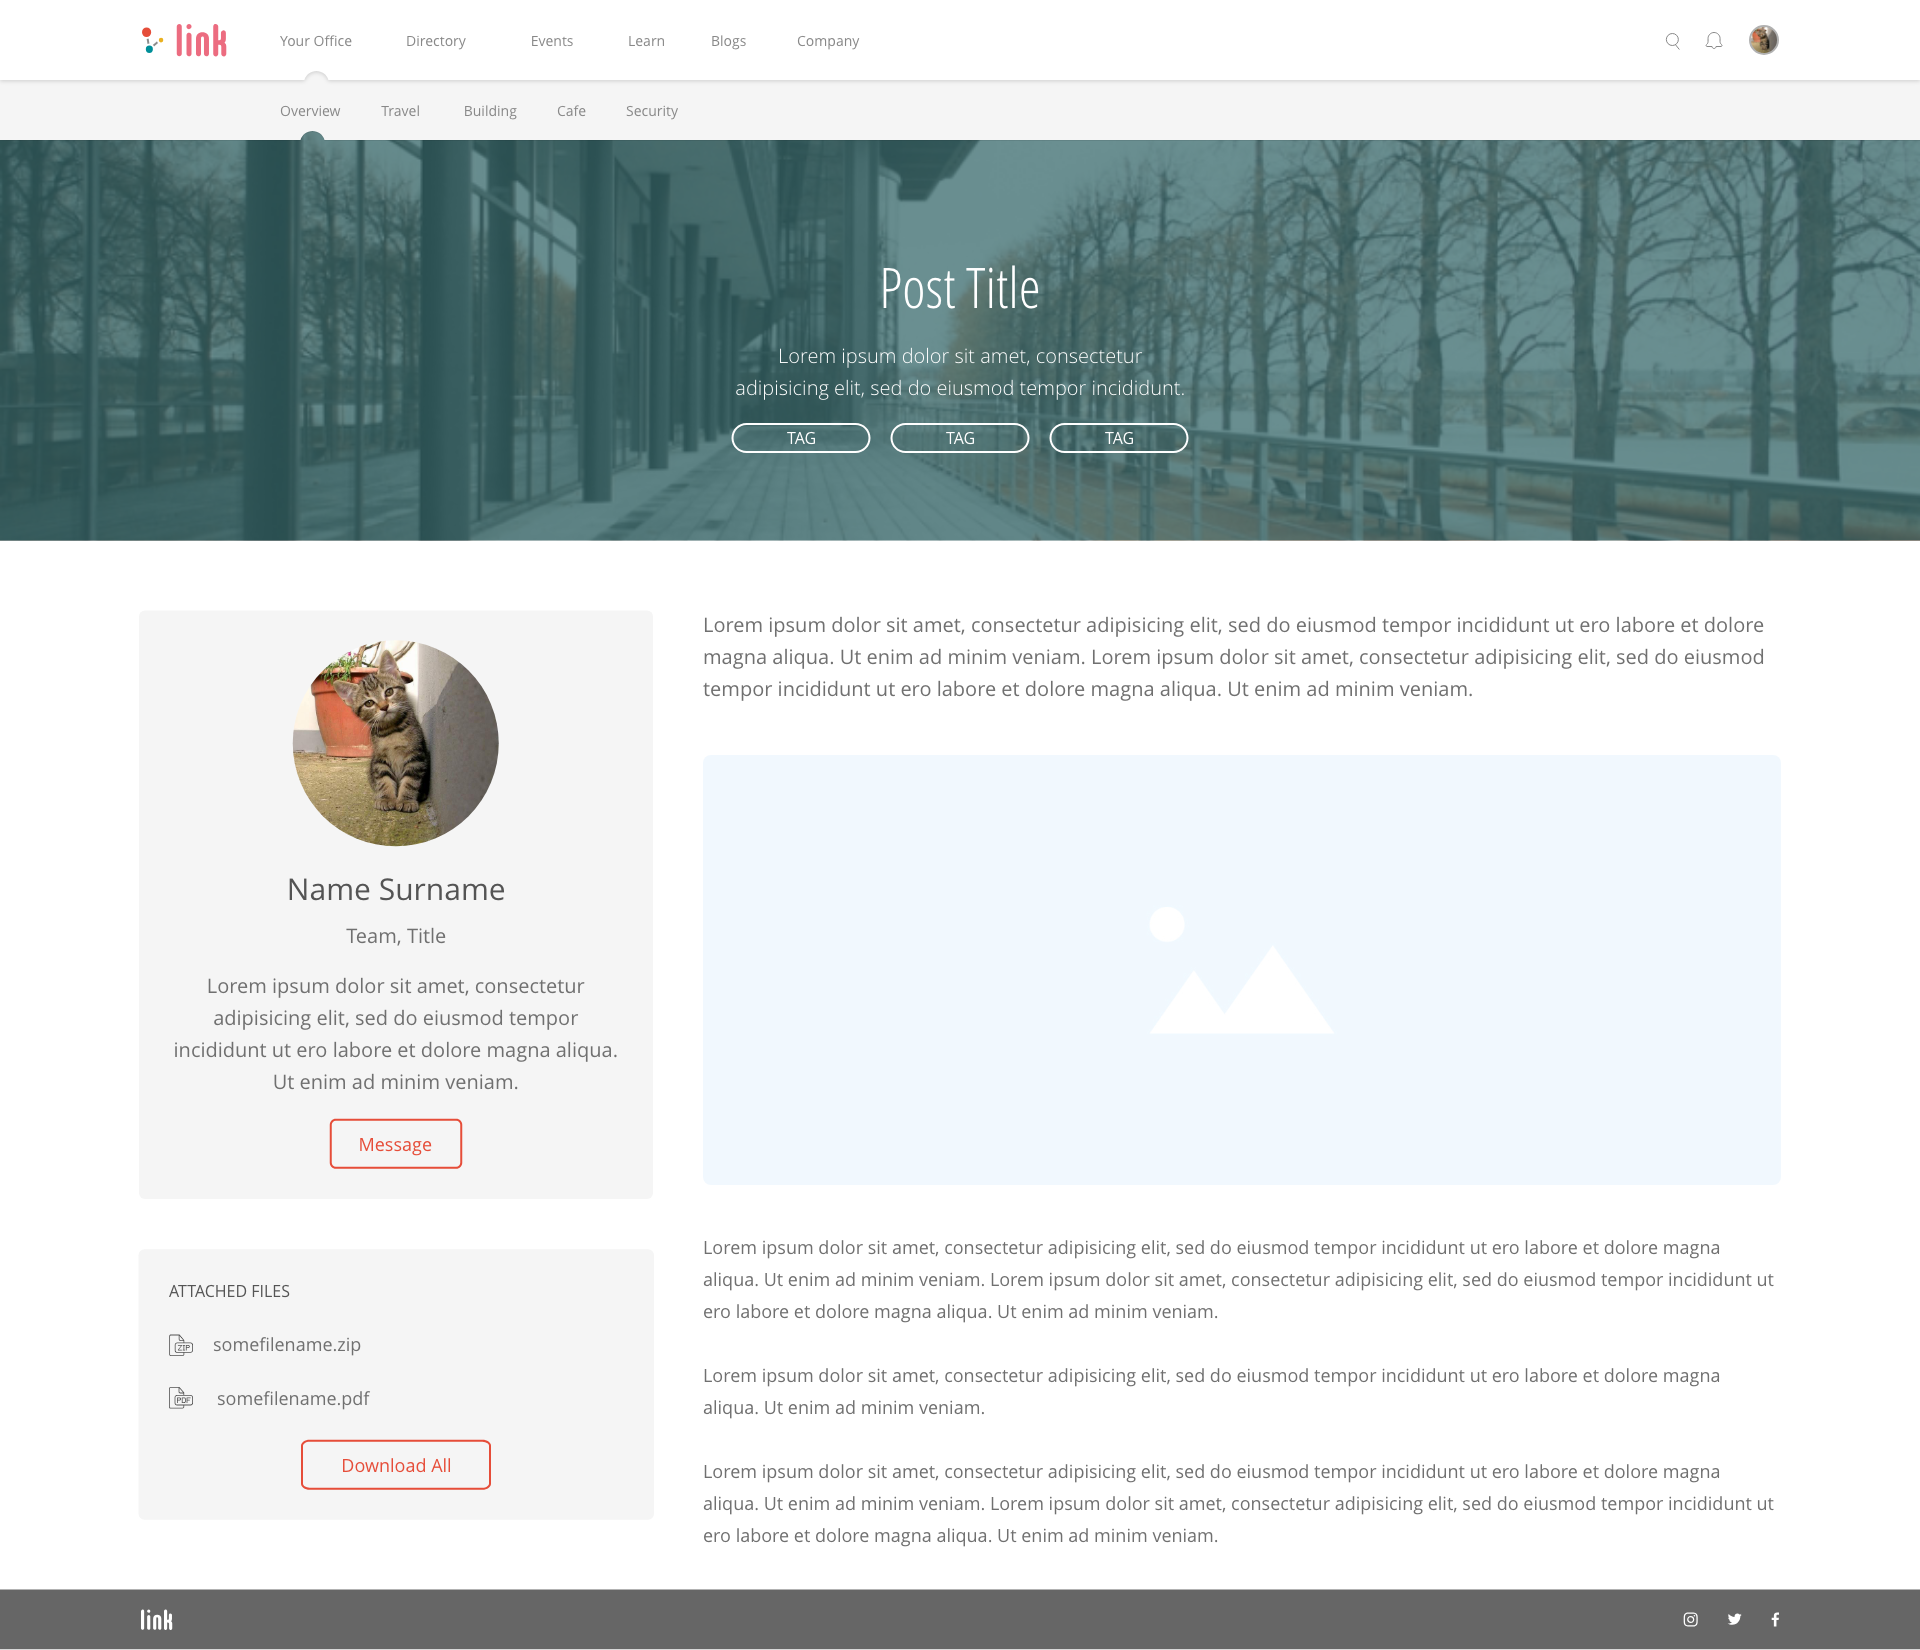 link
Your Office
Directory
Events
Learn
Blogs
Company
Overview
Travel
Building
Cafe
Security
Post Title
Lorem ipsum dolor sit amet, consectetur
adipisicing elit, sed do eiusmod tempor incididunt.
TAG
TAG
TAG
Name Surname
Team, Title
Lorem ipsum dolor sit amet, consectetur
adipisicing elit, sed do eiusmod tempor
incididunt ut ero labore et dolore magna aliqua.
Ut enim ad minim veniam.
Message
ATTACHED FILES
ZIP
somefilename.zip
PDF
somefilename.pdf
Download All
Lorem ipsum dolor sit amet, consectetur adipisicing elit, sed do eiusmod tempor incididunt ut ero labore et dolore
magna aliqua. Ut enim ad minim veniam. Lorem ipsum dolor sit amet, consectetur adipisicing elit, sed do eiusmod
tempor incididunt ut ero labore et dolore magna aliqua. Ut enim ad minim veniam.
Lorem ipsum dolor sit amet, consectetur adipisicing elit, sed do eiusmod tempor incididunt ut ero labore et dolore magna
aliqua. Ut enim ad minim veniam. Lorem ipsum dolor sit amet, consectetur adipisicing elit, sed do eiusmod tempor incididunt ut
ero labore et dolore magna aliqua. Ut enim ad minim veniam.
Lorem ipsum dolor sit amet, consectetur adipisicing elit, sed do eiusmod tempor incididunt ut ero labore et dolore magna
aliqua. Ut enim ad minim veniam.
Lorem ipsum dolor sit amet, consectetur adipisicing elit, sed do eiusmod tempor incididunt ut ero labore et dolore magna
aliqua. Ut enim ad minim veniam. Lorem ipsum dolor sit amet, consectetur adipisicing elit, sed do eiusmod tempor incididunt ut
ero labore et dolore magna aliqua. Ut enim ad minim veniam.
link